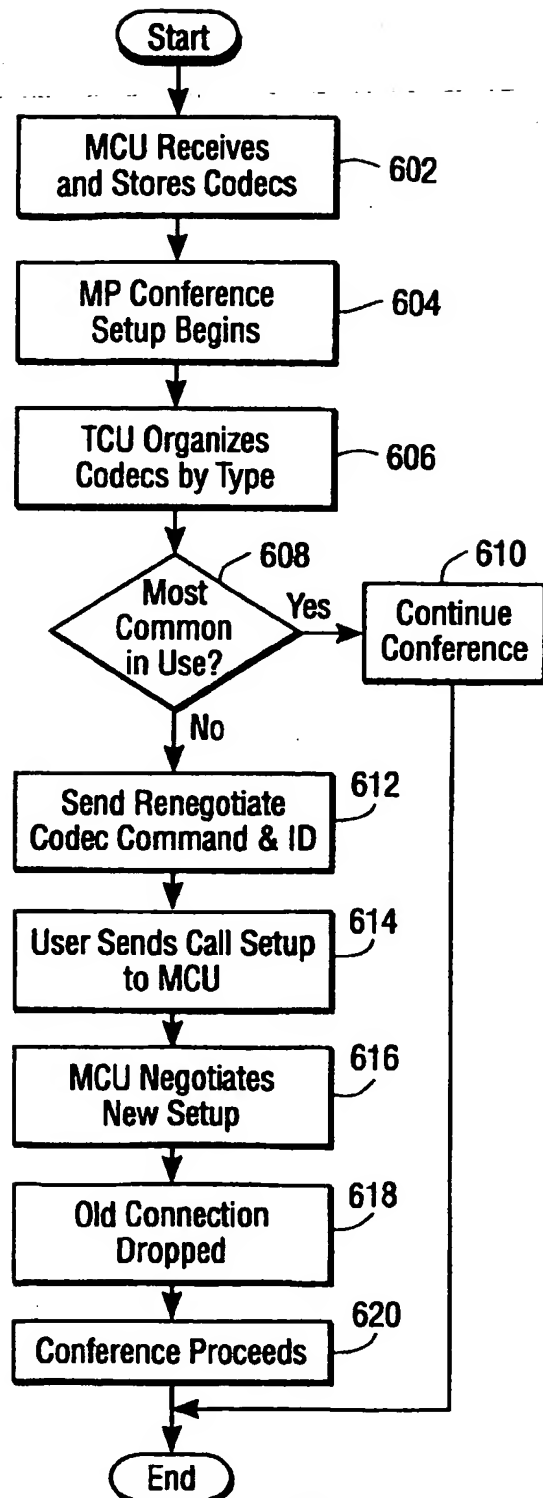 Start
MCU Receives
and Stores Codecs
602
MP Conference
Setup Begins
604
TCU Organizes
Codecs by Type
606
608
Most
Common
in Use?
Yes
610
Continue
Conference
No
Send Renegotiate
Codec Command & ID
612
User Sends Call Setup
to MCU
614
MCU Negotiates
New Setup
616
Old Connection
Dropped
618
Conference Proceeds
620
End